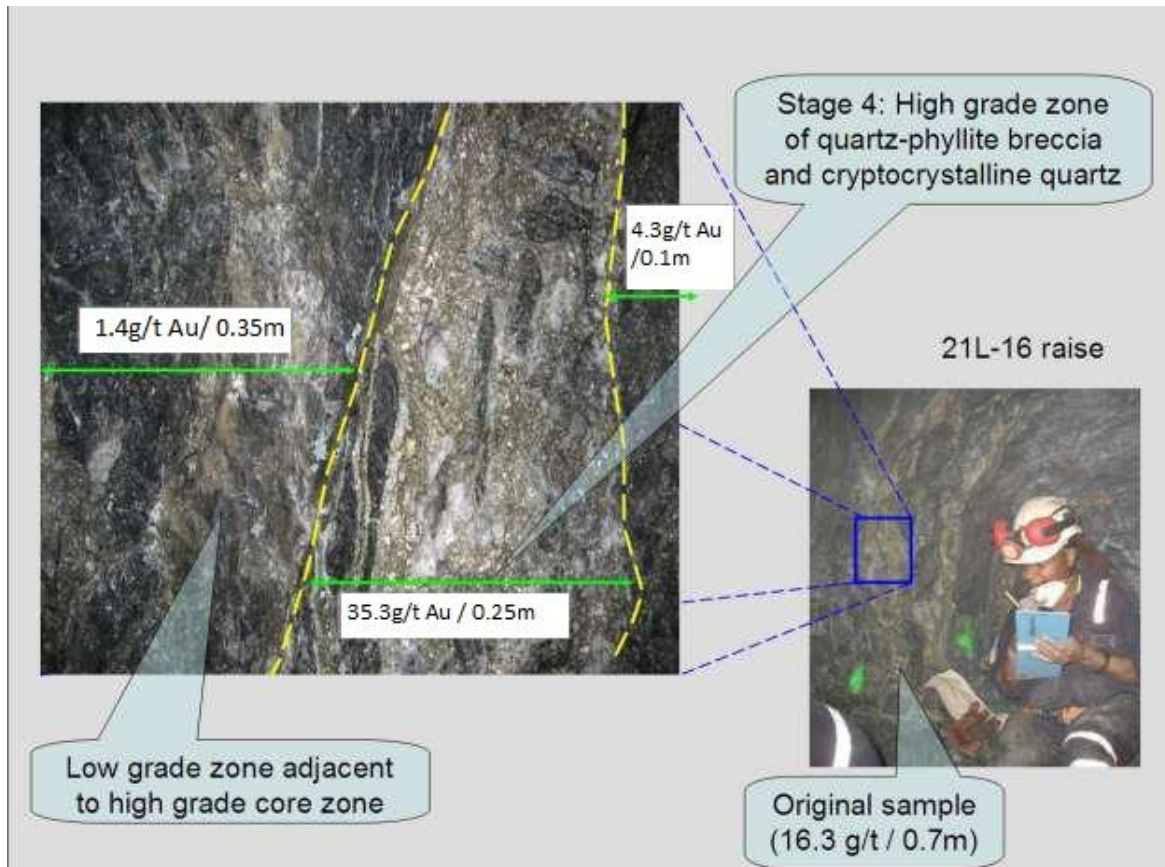 Stage 4: High grade zone
of quartz-phyllite breccia
and cryptocrystalline quartz
4.3g/t Au
/0.1m
1.4g/t Au/ 0.35m
21L-16 raise
35.3g/t Au / 0.25m
Low grade zone adjacent
to high grade core zone
Original sample
(16.3 g/t / 0.7m)